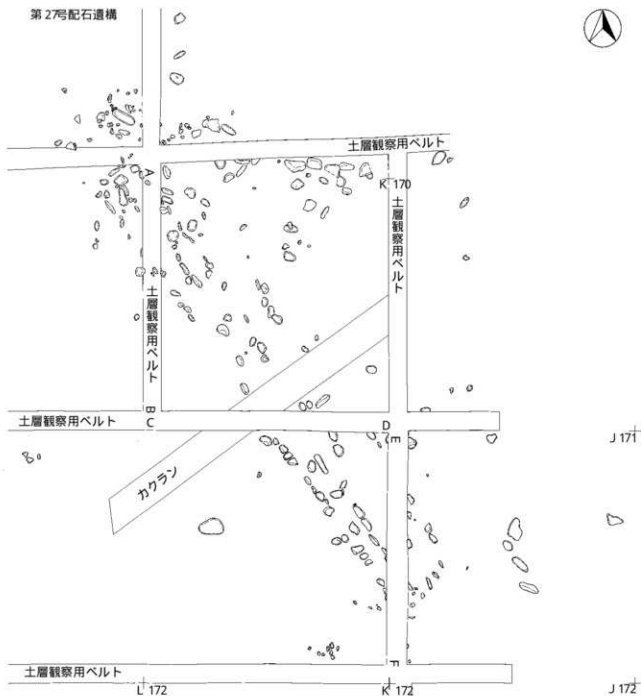 第27号配石遺構
土層観察用ベルト
A
K 170
土層観察用ベルト
土層観察用ベルト
B
C
土層観察用ベルト
D
E
J 171
カクラン
F
土層観察用ベルト
L 172
K 172
J 172